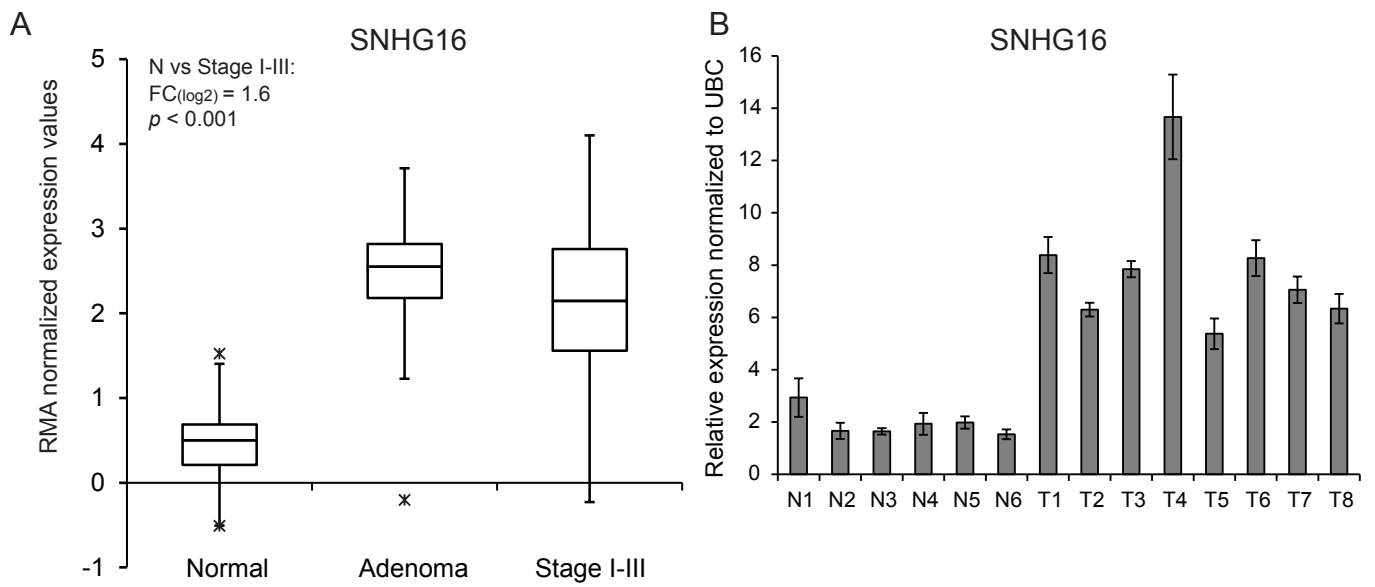 A
SNHG16
RMA normalized expression values
5
4
3
2
1
0
-1
N vs Stage I-III:
FC(log2) = 1.6
p < 0.001
Normal Adenoma Stage I-III
B
SNHG16
Relative expression normalized to UBC
16
14
12
10
8
6
4
2
0
N1 N2 N3 N4 N5 N6 T1 T2 T3 T4 T5 T6 T7 T8